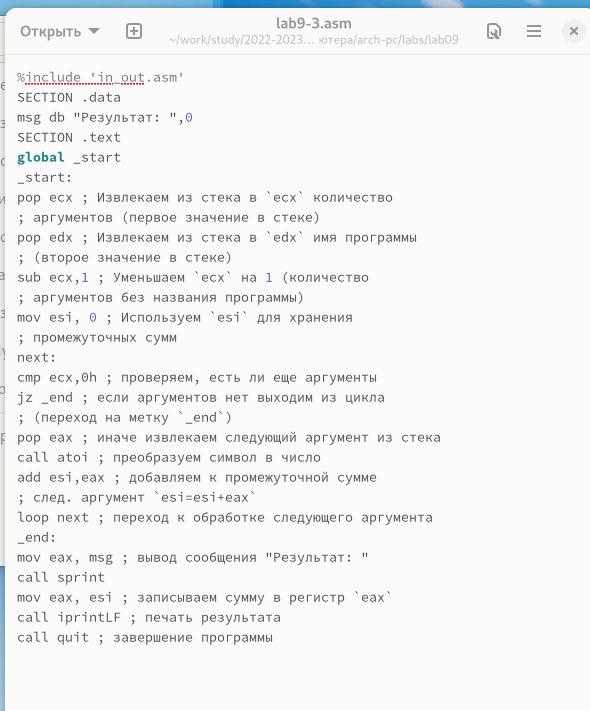 Открыть
lab9-3.asm
~/work/study/2022-2023… ютера/arch-pc/labs/lab09
%include 'in_out.asm'
SECTION .data
msg db "Результат: ",0
SECTION .text
global _start
_start:
pop ecx ; Извлекаем из стека в `ecx` количество
; аргументов (первое значение в стеке)
pop edx ; Извлекаем из стека в `edx` имя программы
; (второе значение в стеке)
sub ecx,1 ; Уменьшаем `ecx` на 1 (количество
; аргументов без названия программы)
mov esi, 0 ; Используем `esi` для хранения
; промежуточных сумм
next:
cmp ecx,0h ; проверяем, есть ли еще аргументы
jz _end ; если аргументов нет выходим из цикла
; (переход на метку `_end`)
pop eax ; иначе извлекаем следующий аргумент из стека
call atoi ; преобразуем символ в число
add esi,eax ; добавляем к промежуточной сумме
; след. аргумент `esi=esi+eax`
loop next ; переход к обработке следующего аргумента
_end:
mov eax, msg ; вывод сообщения "Результат: "
call sprint
mov eax, esi ; записываем сумму в регистр `eax`
call iprintLF ; печать результата
call quit ; завершение программы